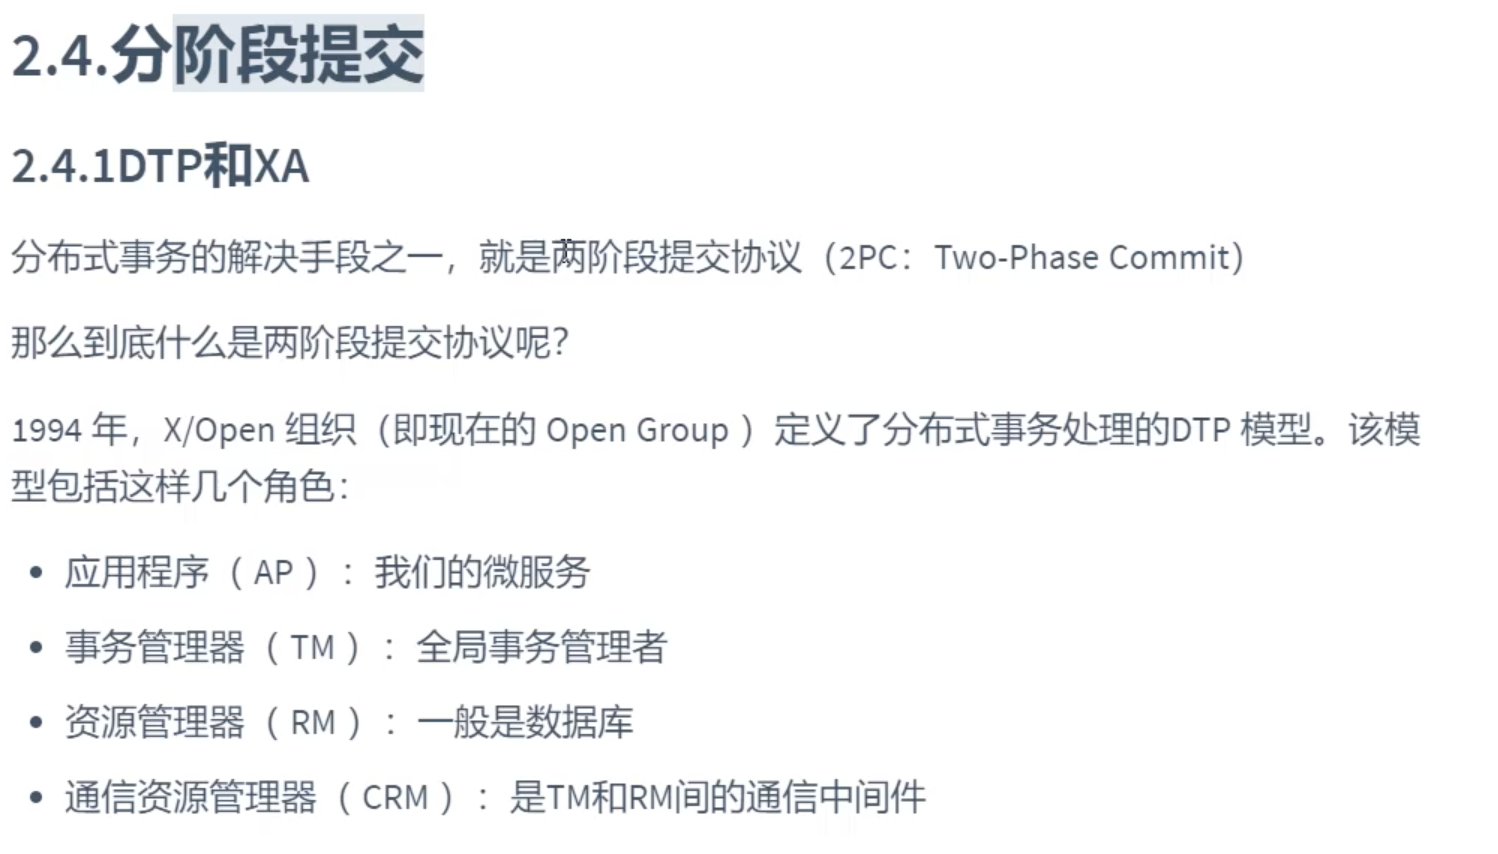 2.4.分阶段提交
2.4.1DTP和XA
分布式事务的解决手段之一，就是两阶段提交协议（2PC：Two-Phase Commit）
那么到底什么是两阶段提交协议呢？
1994 年，X/Open 组织（即现在的 Open Group ）定义了分布式事务处理的DTP 模型。该模
型包括这样几个角色：
• 应用程序（ AP ）：我们的微服务
• 事务管理器（ TM ）：全局事务管理者
• 资源管理器（ RM ）：一般是数据库
• 通信资源管理器（ CRM ）：是TM和RM间的通信中间件